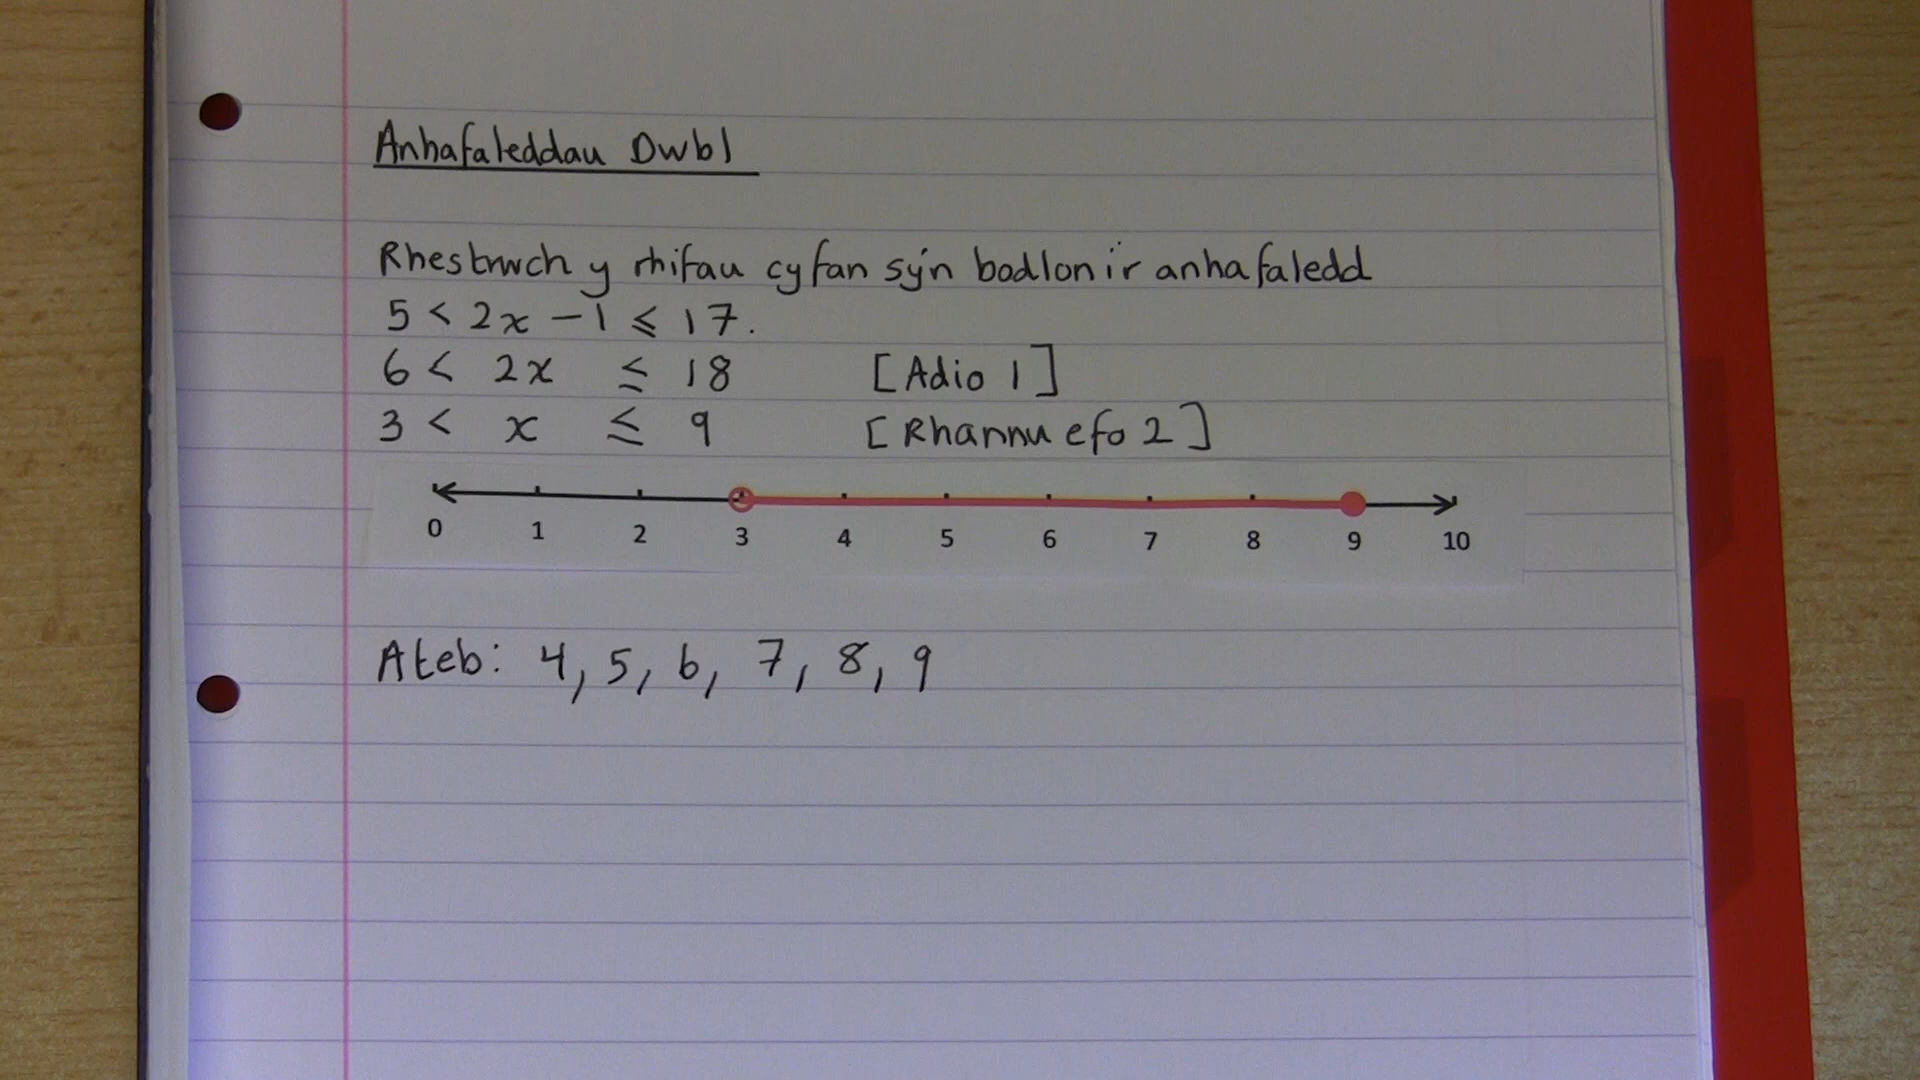 Anhafaleddau Dwbl
Rhestrwch y rhifau cyfan sy'n bodloni'r anhafaledd
5 < 2x - 1 ⩽ 17.
6 < 2x ≤ 18 [Adio 1]
3 < x ≤ 9 [Rhannu efo 2]
0 1 2 3 4 5 6 7 8 9 10
Ateb: 4, 5, 6, 7, 8, 9